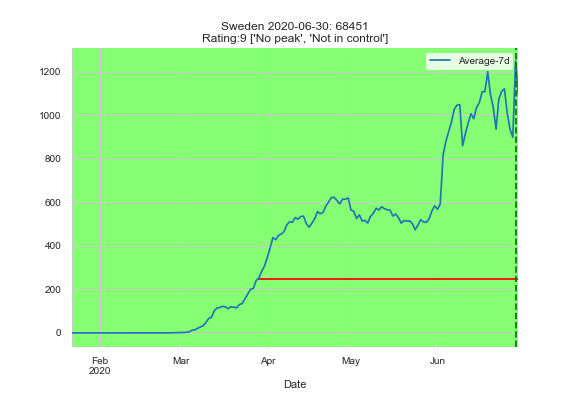 Sweden 2020-06-30: 68451
Rating:9 ['No peak', 'Not in control']
Average-7d
1200
1000
800
600
400
200
0
Feb
2020
Mar
Apr
May
Jun
Date